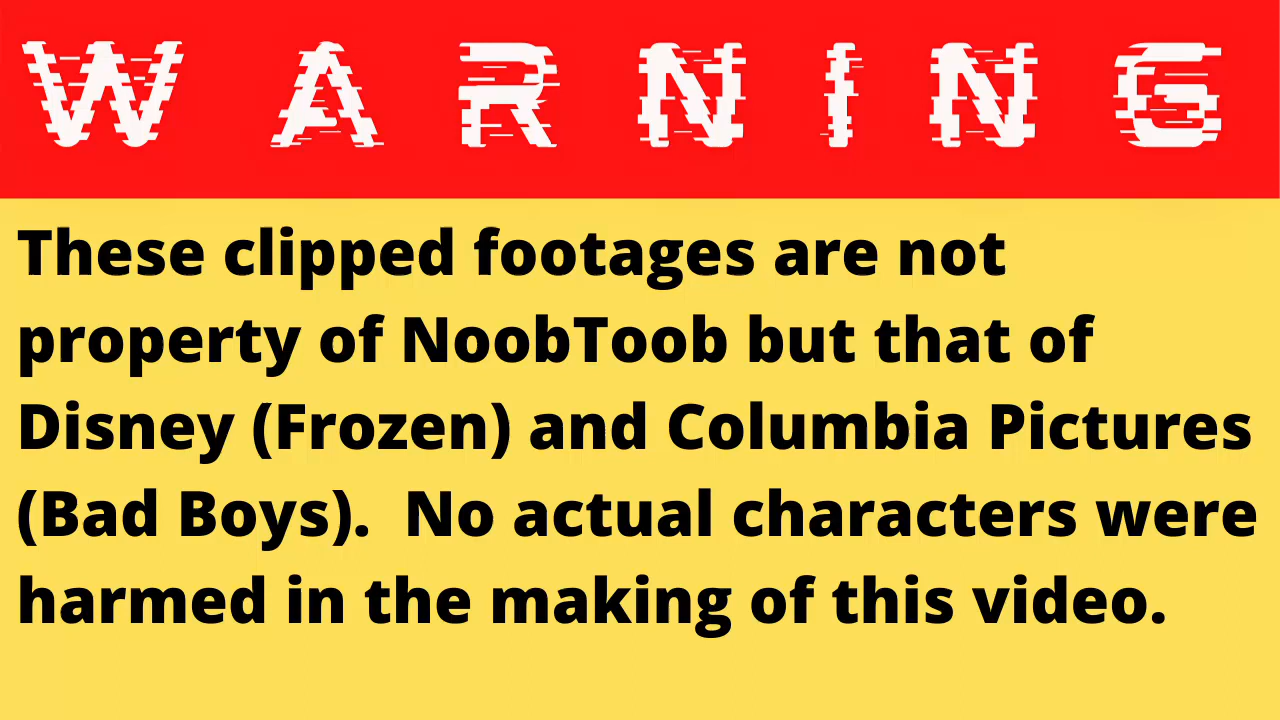 WARNING
These clipped footages are not
property of NoobToob but that of
Disney (Frozen) and Columbia Pictures
(Bad Boys).  No actual characters were
harmed in the making of this video.